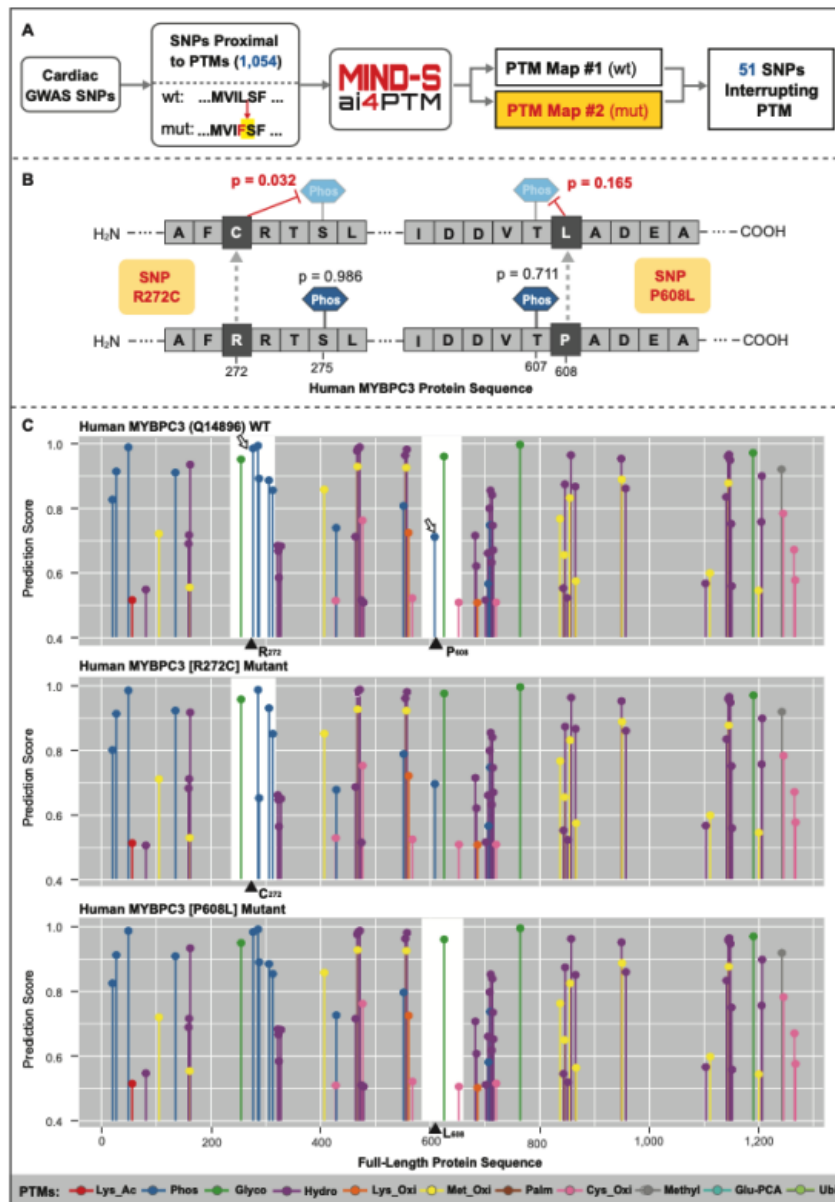 A
Cardiac
GWAS SNPs
SNPs Proximal
to PTMs (1,054)
wt: ...MVILSF ...
mut: ...MVIFSF ...
MIND-S
ai4PTM
PTM Map #1 (wt)
PTM Map #2 (mut)
51 SNPs
Interrupting
PTM
B
p = 0.032
Phos
Phos
p = 0.165
H₂N
A F C R T S L
I D D V T L A D E A
COOH
SNP
R272C
p = 0.986
Phos
p = 0.711
Phos
SNP
P608L
H₂N
A F R R T S L
I D D V T P A D E A
COOH
272
275
607
608
Human MYBPC3 Protein Sequence
C
Human MYBPC3 (Q14896) WT
Prediction Score
1.0
0.8
0.6
0.4
R272
P608
Human MYBPC3 [R272C] Mutant
Prediction Score
1.0
0.8
0.6
0.4
C272
Human MYBPC3 [P608L] Mutant
Prediction Score
1.0
0.8
0.6
0.4
L608
0 200 400 600 800 1,000 1,200
Full-Length Protein Sequence
PTMs: Lys_Ac Phos Glyco Hydro Lys_Oxi Met_Oxi Palm Cys_Oxi Methyl Glu-PCA Ub